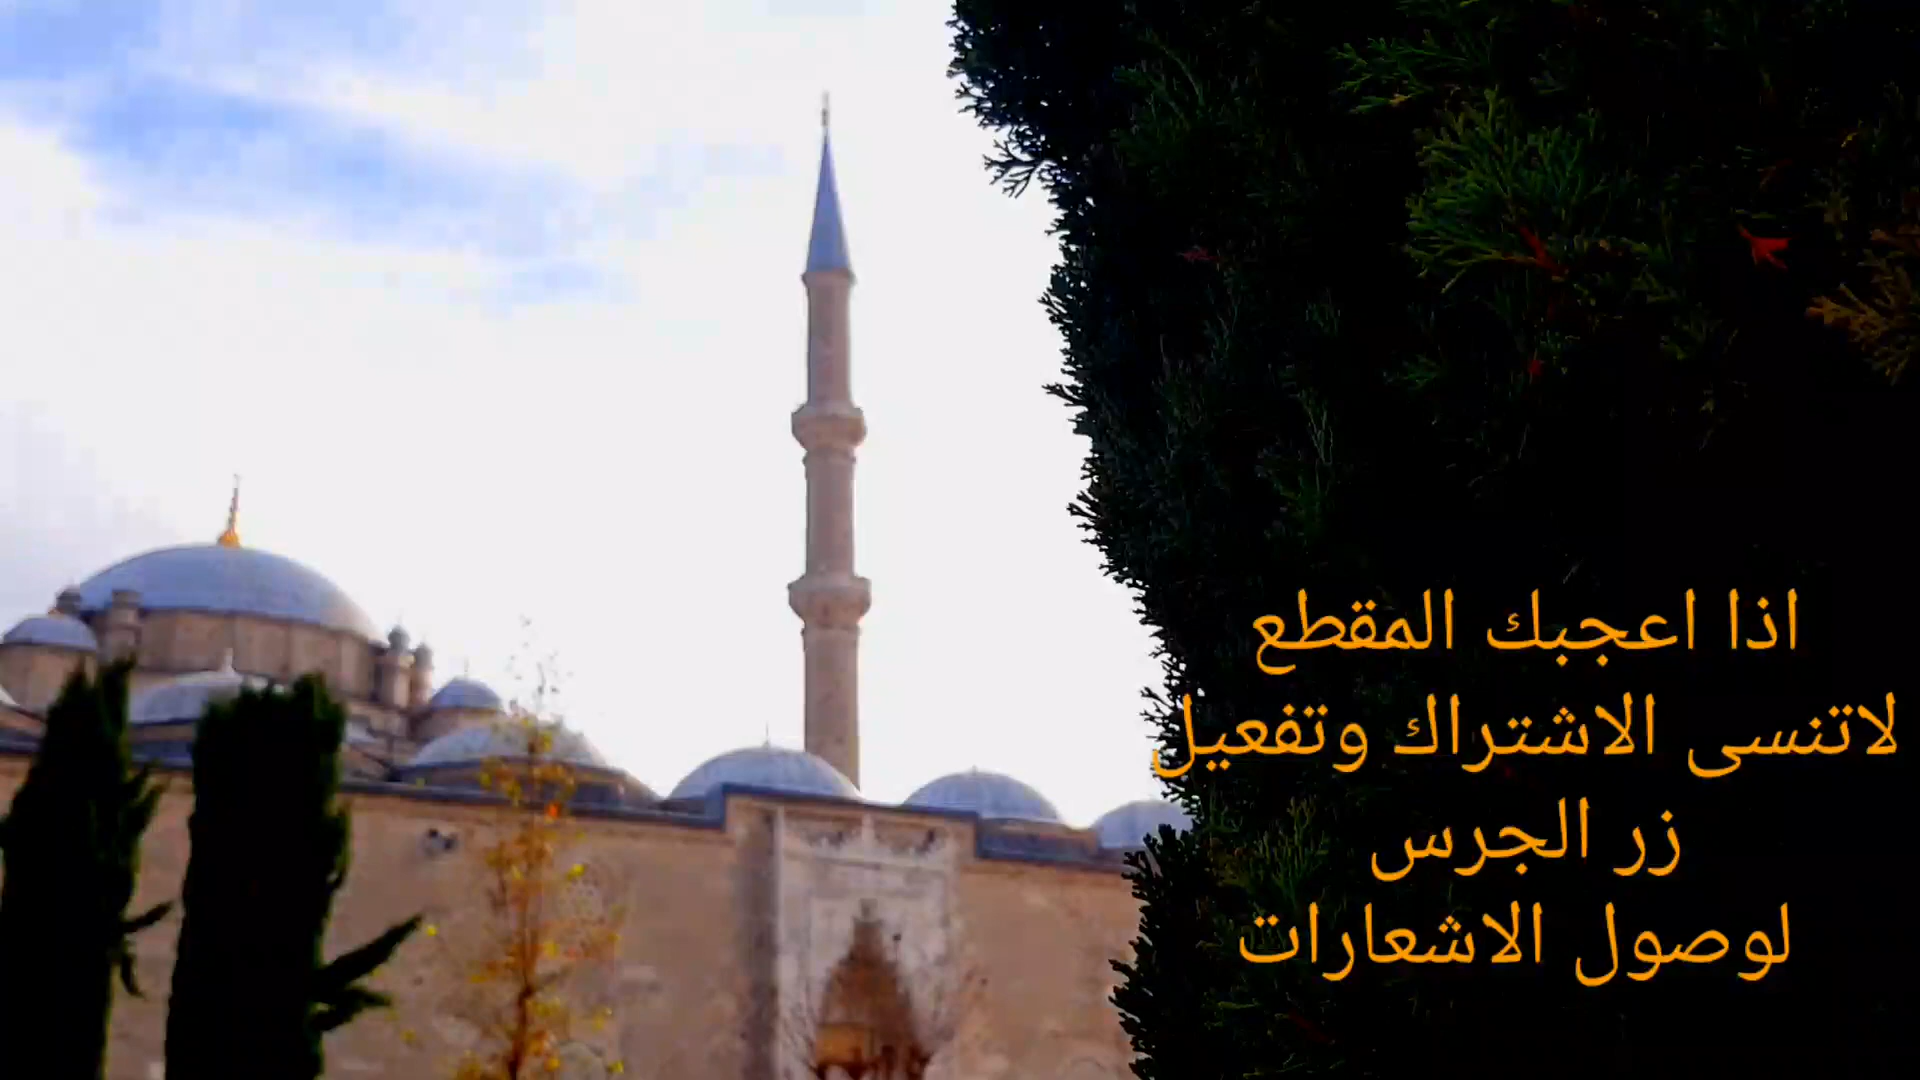 اذا اعجبك المقطع
لاتنسى الاشتراك وتفعيل
زر الجرس
لوصول الاشعارات